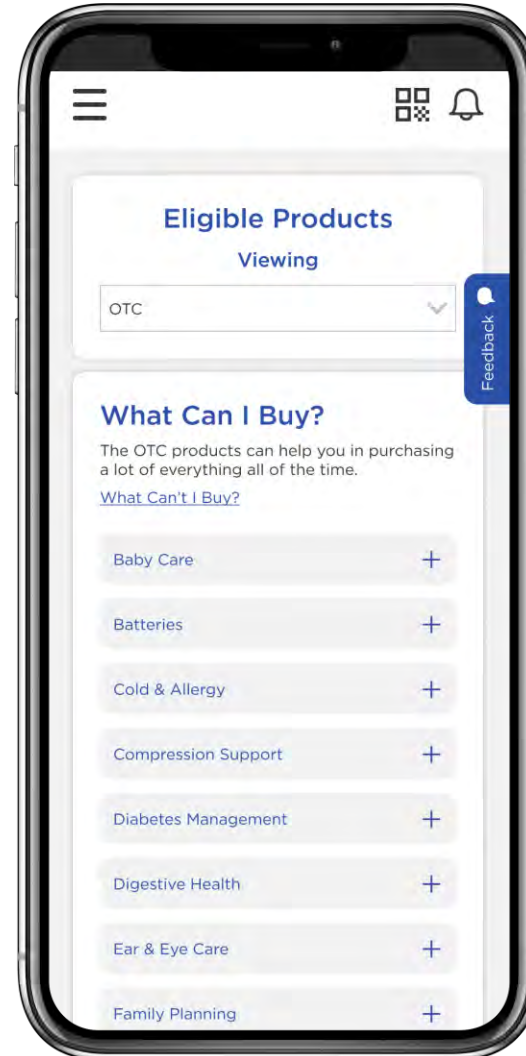 Eligible Products
Viewing
OTC
Feedback
What Can I Buy?
The OTC products can help you in purchasing
a lot of everything all of the time.
What Can't I Buy?
Baby Care
Batteries
Cold & Allergy
Compression Support
Diabetes Management
Digestive Health
Ear & Eye Care
Family Planning